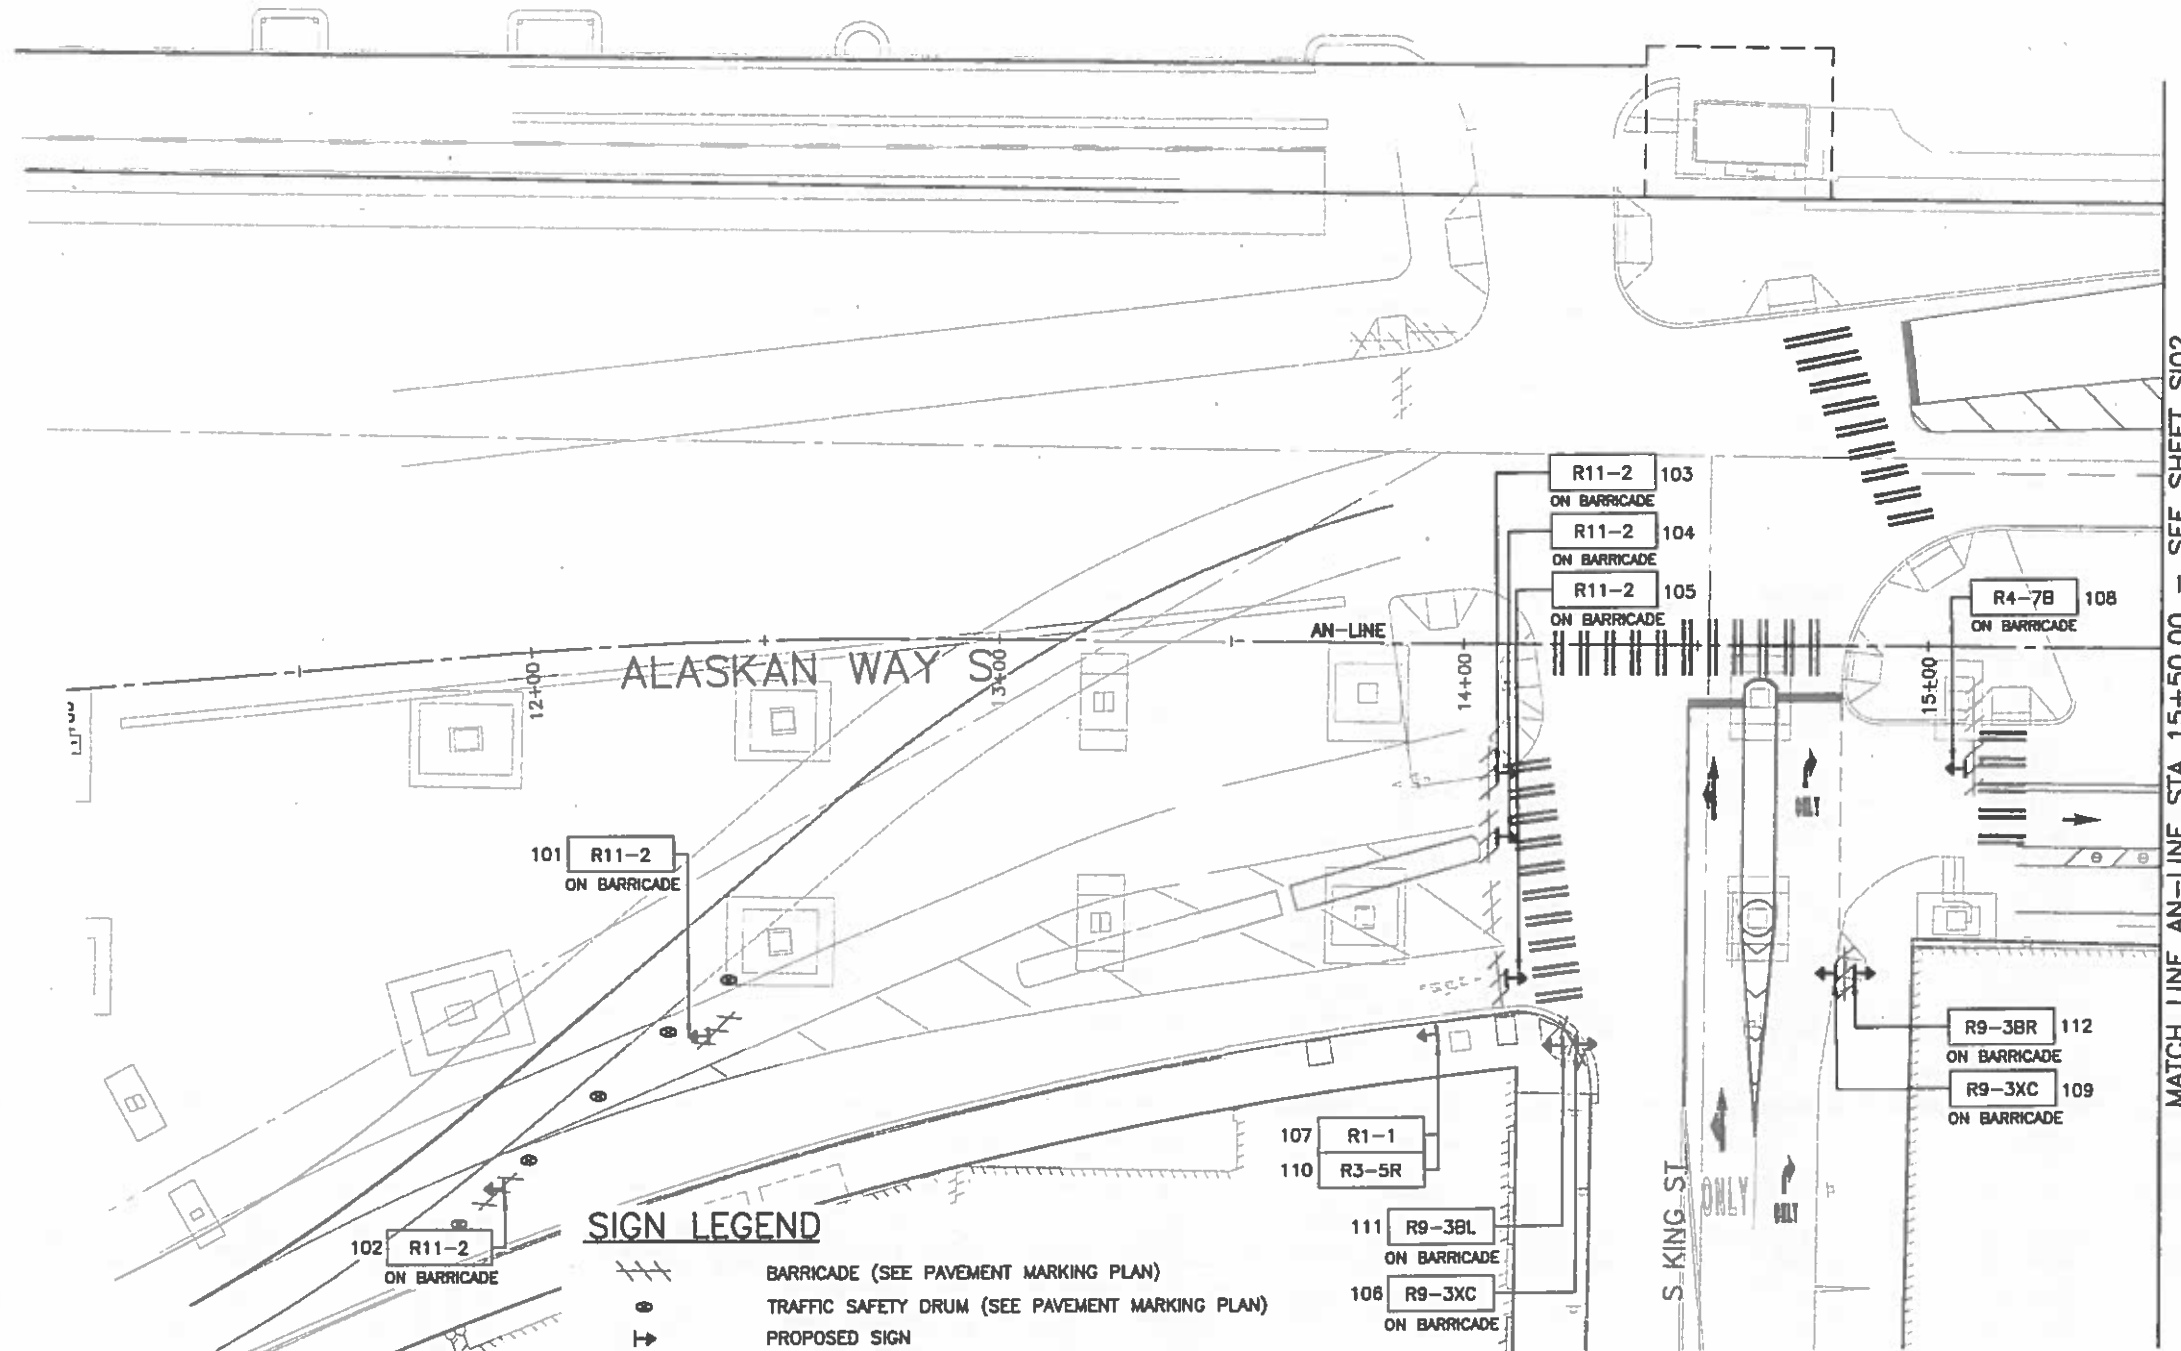 R11-2 103
ON BARRICADE
R11-2 104
ON BARRICADE
R11-2 105
ON BARRICADE
R4-7B 108
ON BARRICADE
AN-LINE
ALASKAN WAY S
12+00
13+00
14+00
15+00
101 R11-2
ON BARRICADE
ONLY
R9-3BR 112
ON BARRICADE
R9-3XC 109
ON BARRICADE
107 R1-1
110 R3-5R
111 R9-3BL
ON BARRICADE
106 R9-3XC
ON BARRICADE
102 R11-2
ON BARRICADE
S KING ST
ONLY
ONLY
SIGN LEGEND
BARRICADE (SEE PAVEMENT MARKING PLAN)
TRAFFIC SAFETY DRUM (SEE PAVEMENT MARKING PLAN)
PROPOSED SIGN
MATCH LINE AN-LINE STA 15+50.00 - SEE SHEET SI02